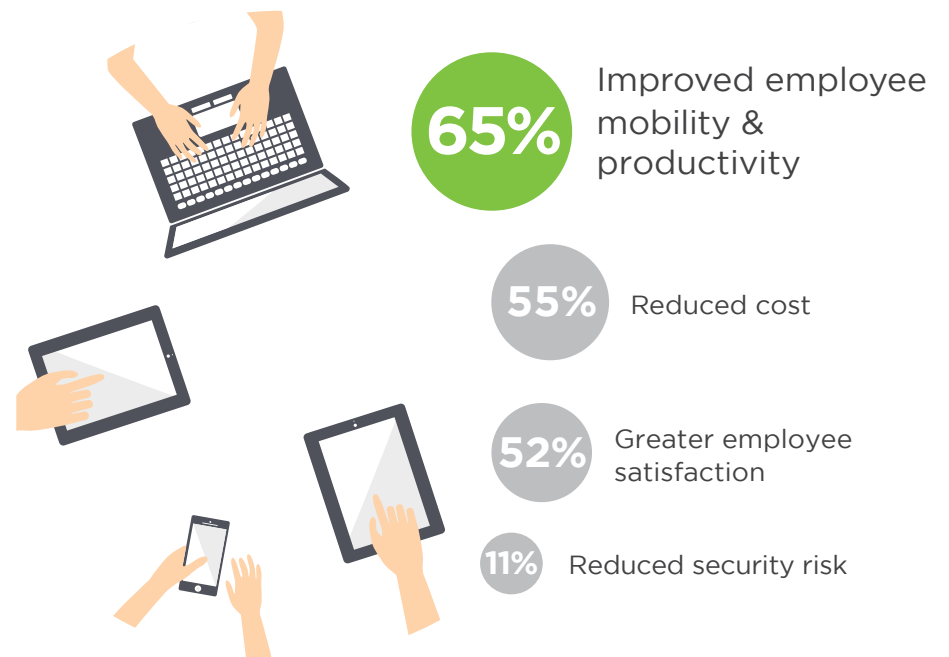 65%
Improved employee
mobility &
productivity
55%
Reduced cost
52%
Greater employee
satisfaction
11%
Reduced security risk